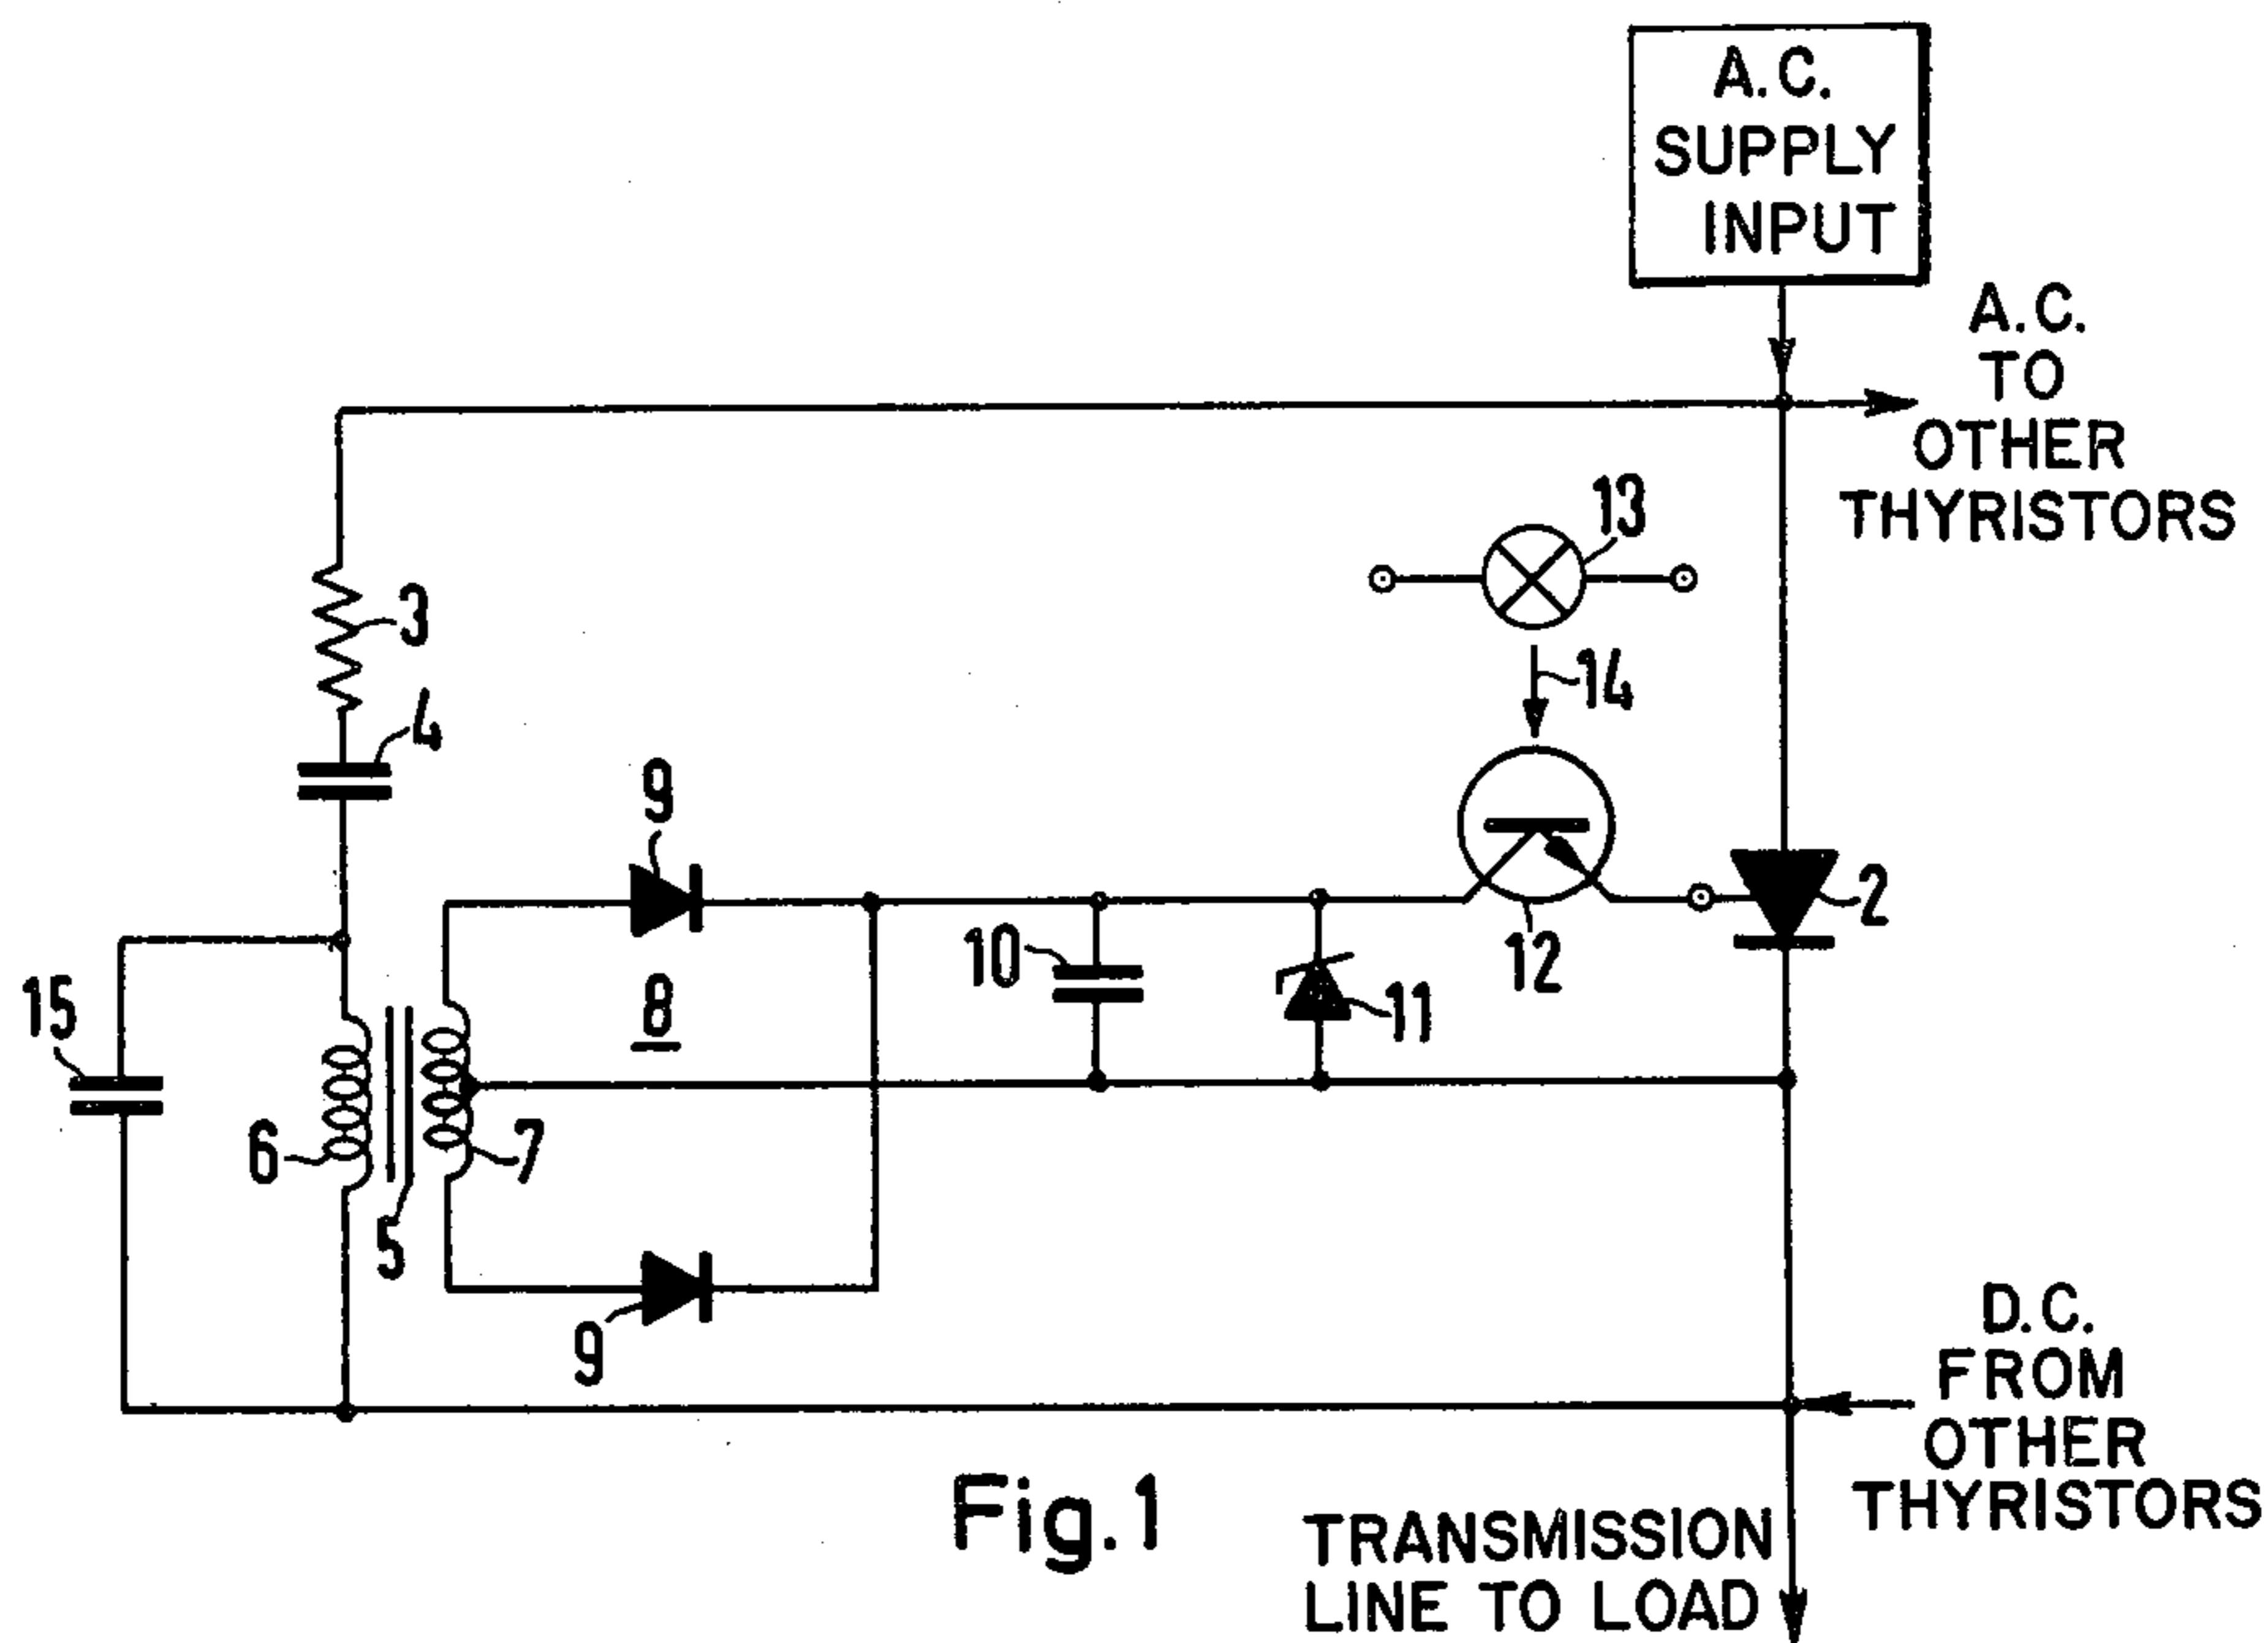 A.C.
SUPPLY
INPUT
A.C.
TO
OTHER
THYRISTORS
13
3
14
4
9
2
10
12
15
8
11
6
7
5
9
D.C.
FROM
OTHER
THYRISTORS
Fig.1
TRANSMISSION
LINE TO LOAD